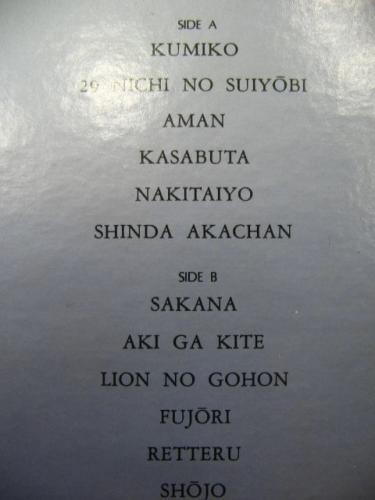 SIDE A
KUMIKO
29 NICHI NO SUIYŌBI
AMAN
KASABUTA
NAKITAIYO
SHINDA AKACHAN
SIDE B
SAKANA
AKI GA KITE
LION NO GOHON
FUJŌRI
RETTERU
SHŌJO